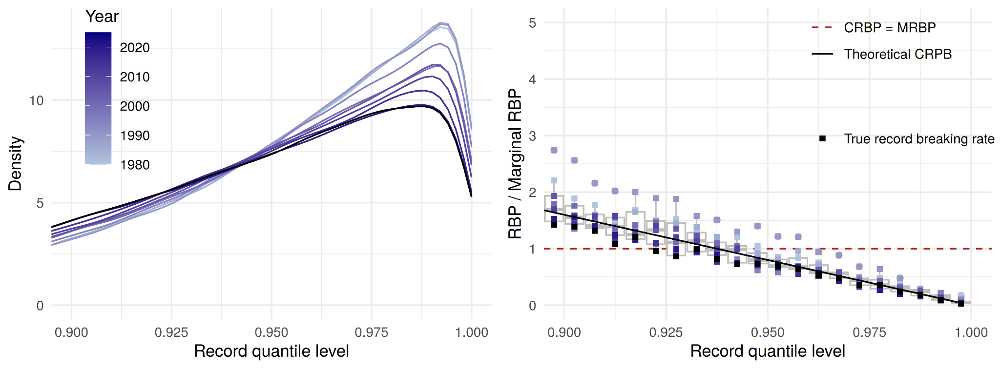 Year
2020
2010
2000
1990
1980
Density
10
5
0
0.900 0.925 0.950 0.975 1.000
Record quantile level
RBP / Marginal RBP
5
4
3
2
1
0
CRBP = MRBP
Theoretical CRPB
True record breaking rate
0.900 0.925 0.950 0.975 1.000
Record quantile level